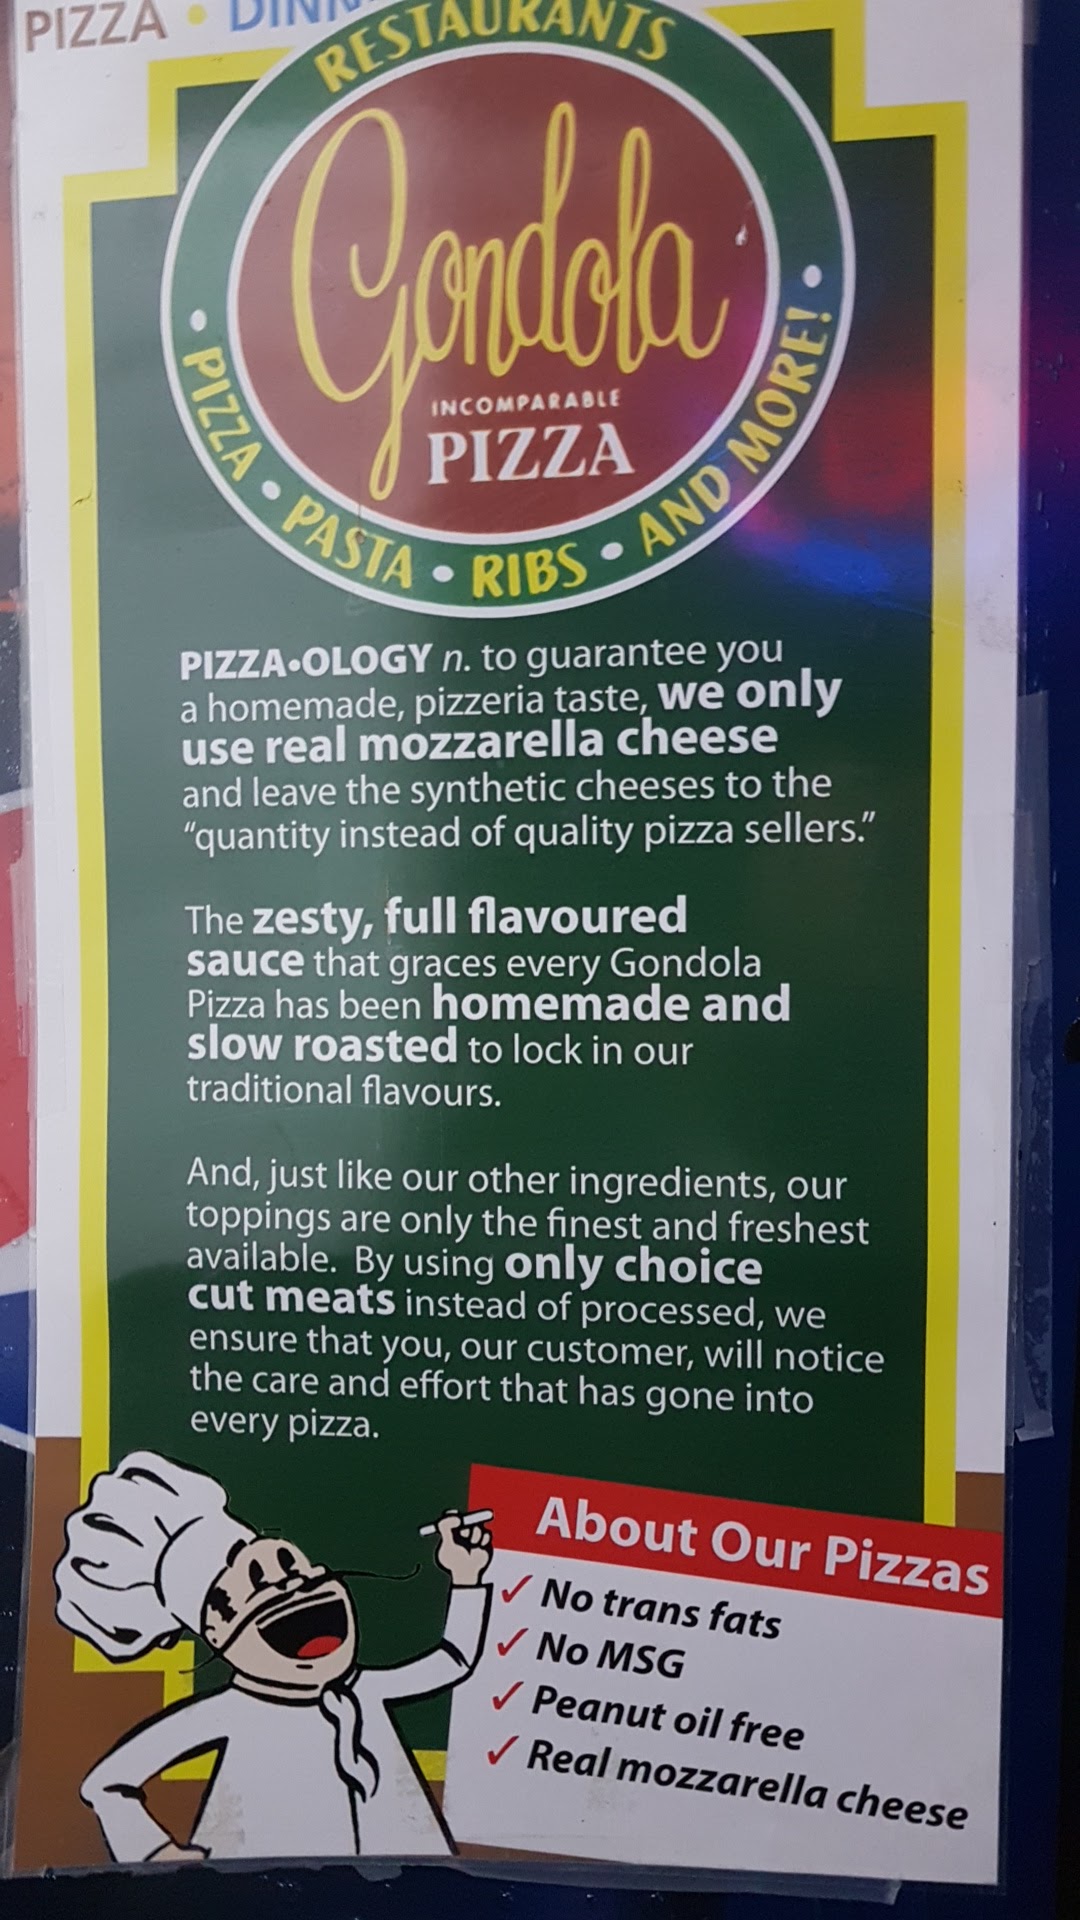 PIZZA •
RESTAURANTS
Gondola
INCOMPARABLE
PIZZA
• PIZZA • PASTA • RIBS • AND MORE! •
PIZZA•OLOGY n. to guarantee you
a homemade, pizzeria taste, we only
use real mozzarella cheese
and leave the synthetic cheeses to the
"quantity instead of quality pizza sellers."
The zesty, full flavoured
sauce that graces every Gondola
Pizza has been homemade and
slow roasted to lock in our
traditional flavours.
And, just like our other ingredients, our
toppings are only the finest and freshest
available. By using only choice
cut meats instead of processed, we
ensure that you, our customer, will notice
the care and effort that has gone into
every pizza.
About Our Pizzas
✓ No trans fats
✓ No MSG
✓ Peanut oil free
✓ Real mozzarella cheese